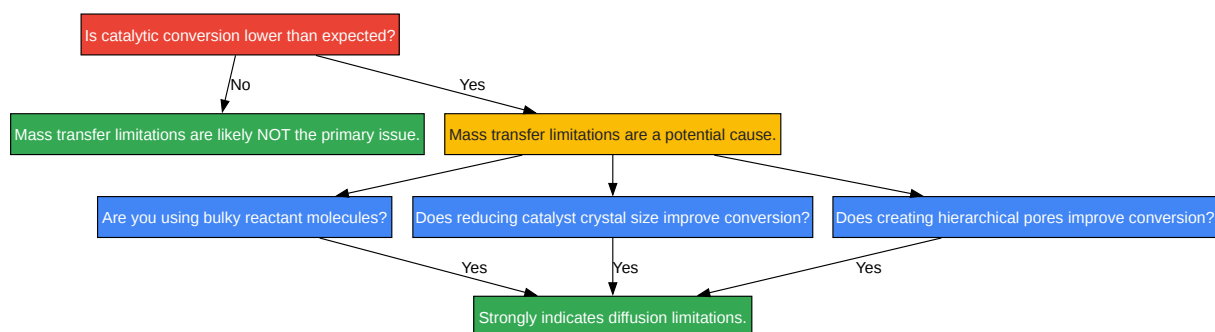 Is catalytic conversion lower than expected?
No
Yes
Mass transfer limitations are likely NOT the primary issue.
Mass transfer limitations are a potential cause.
Are you using bulky reactant molecules?
Does reducing catalyst crystal size improve conversion?
Does creating hierarchical pores improve conversion?
Yes
Yes
Yes
Strongly indicates diffusion limitations.